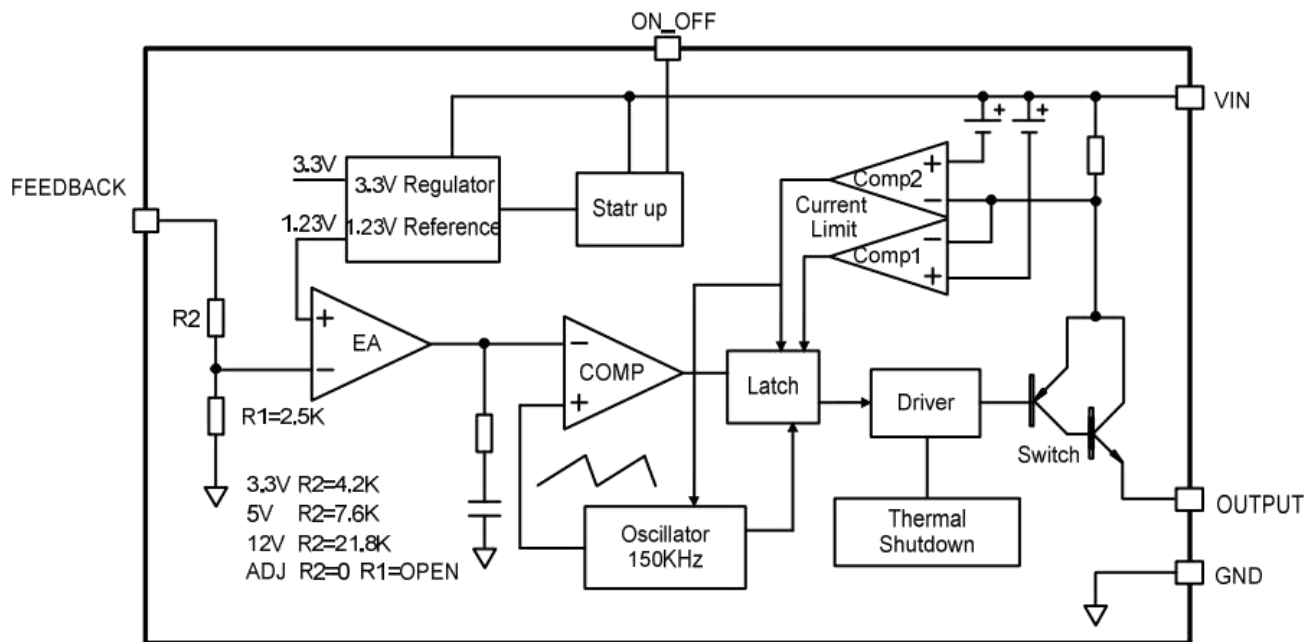 ON_OFF
VIN
FEEDBACK
3.3V
3.3V Regulator
1.23V
1.23V Reference
Statr up
+
+
+
Comp2
−
Current
Limit
−
Comp1
+
R2
+
EA
−
R1=2.5K
−
COMP
+
Latch
Driver
Switch
3.3V R2=4.2K
5V R2=7.6K
12V R2=21.8K
ADJ R2=0 R1=OPEN
Oscillator
150KHz
Thermal
Shutdown
OUTPUT
GND